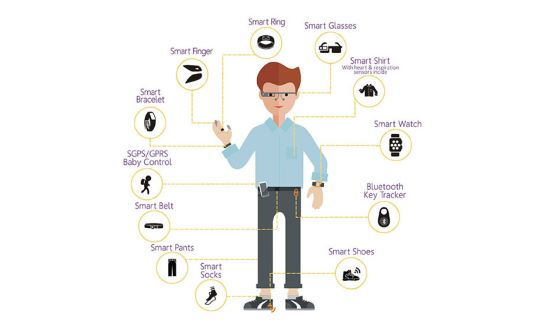 Smart Ring
Smart Glasses
Smart Finger
Smart Shirt
With heart & respiration
sensors inside
Smart
Bracelet
Smart Watch
SGPS/GPRS
Baby Control
Bluetooth
Key Tracker
Smart Belt
Smart Pants
Smart Shoes
Smart
Socks